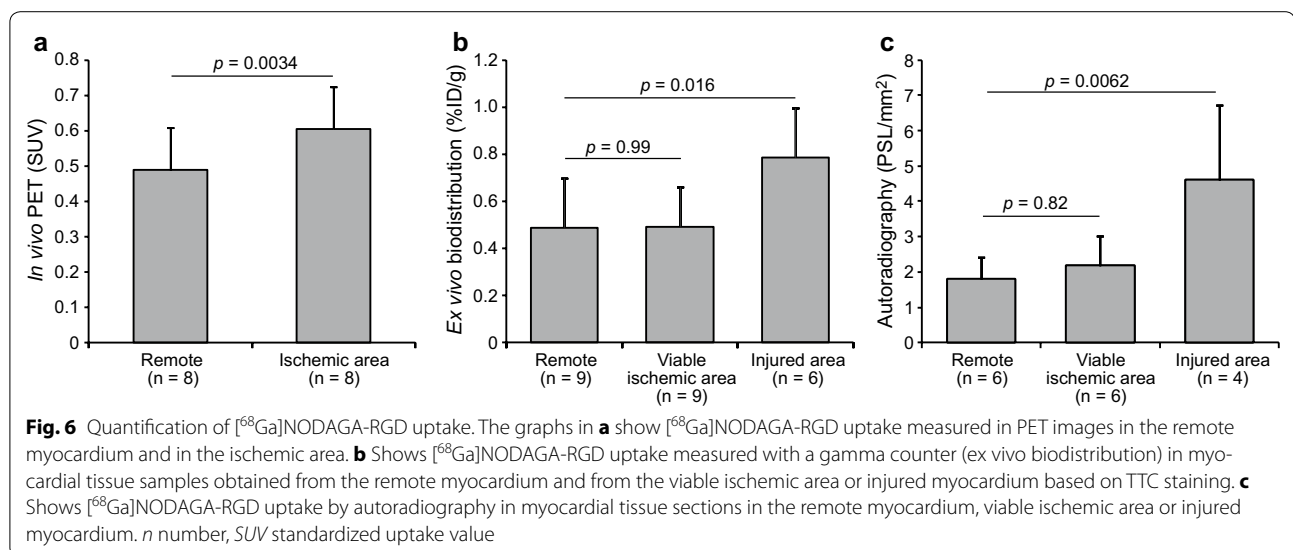 a
0.8
0.7
0.6
0.5
0.4
0.3
0.2
0.1
0
In vivo PET (SUV)
p = 0.0034
Remote
(n = 8)
Ischemic area
(n = 8)
b
1.2
1.0
0.8
0.6
0.4
0.2
0.0
Ex vivo biodistribution (%ID/g)
p = 0.016
p = 0.99
Remote
(n = 9)
Viable
ischemic area
(n = 9)
Injured area
(n = 6)
c
8
7
6
5
4
3
2
1
0
Autoradiography (PSL/mm²)
p = 0.0062
p = 0.82
Remote
(n = 6)
Viable
ischemic area
(n = 6)
Injured area
(n = 4)
Fig. 6 Quantification of [⁶⁸Ga]NODAGA-RGD uptake. The graphs in a show [⁶⁸Ga]NODAGA-RGD uptake measured in PET images in the remote
myocardium and in the ischemic area. b Shows [⁶⁸Ga]NODAGA-RGD uptake measured with a gamma counter (ex vivo biodistribution) in myo-
cardial tissue samples obtained from the remote myocardium and from the viable ischemic area or injured myocardium based on TTC staining. c
Shows [⁶⁸Ga]NODAGA-RGD uptake by autoradiography in myocardial tissue sections in the remote myocardium, viable ischemic area or injured
myocardium. n number, SUV standardized uptake value